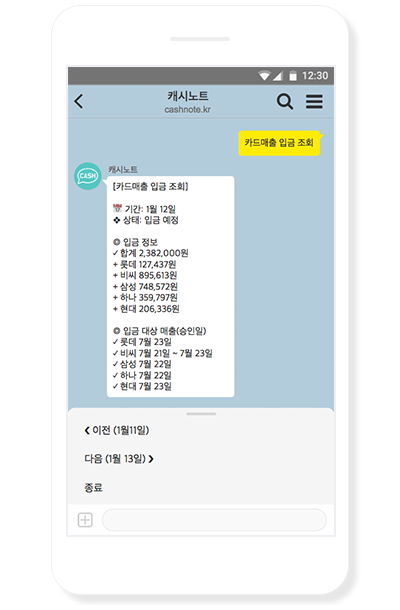 12:30
캐시노트
cashnote.kr
카드매출 입금 조회
캐시노트
CASH
[카드매출 입금 조회]
기간: 1월 12일
❖ 상태: 입금 예정
◎ 입금 정보
✓합계 2,382,000원
+ 롯데 127,437원
+ 비씨 895,613원
+ 삼성 748,572원
+ 하나 359,797원
+ 현대 206,336원
◎ 입금 대상 매출(승인일)
✓롯데 7월 23일
✓비씨 7월 21일 ~ 7월 23일
✓삼성 7월 22일
✓하나 7월 22일
✓현대 7월 23일
❮ 이전 (1월11일)
다음 (1월 13일) ❯
종료